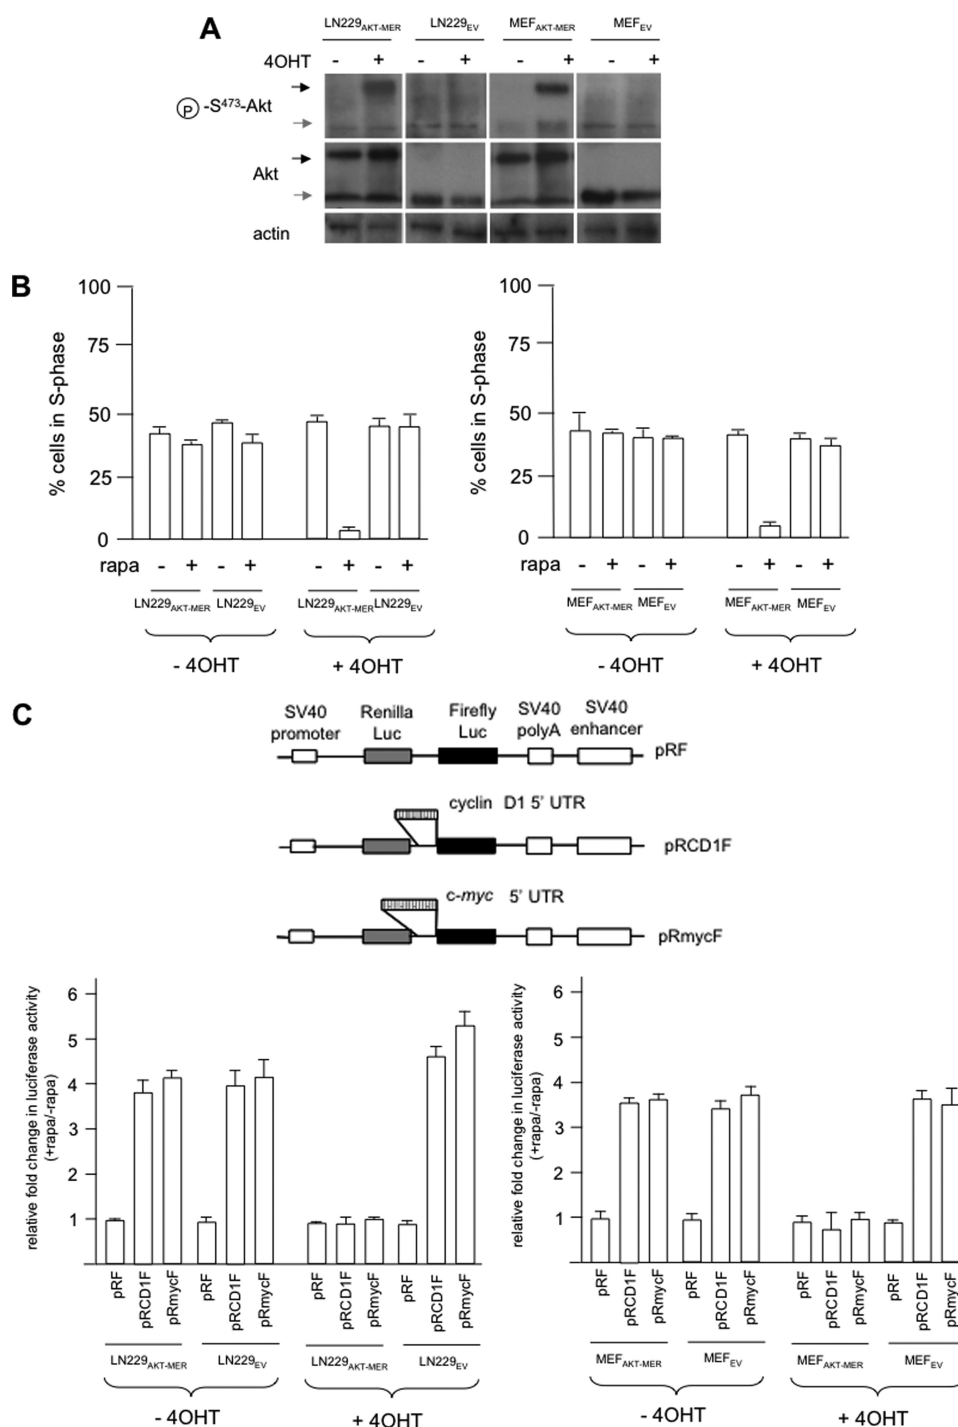 A
LN229AKT-MER LN229EV MEFAKT-MER MEFEV
4OHT - + - + - + - +
P -S473-Akt
Akt
actin
B
% cells in S-phase
100
75
50
25
0
rapa - + - + - + - +
LN229AKT-MER LN229EV LN229AKT-MER LN229EV
- 4OHT + 4OHT
% cells in S-phase
100
75
50
25
0
rapa - + - + - + - +
MEFAKT-MER MEFEV MEFAKT-MER MEFEV
- 4OHT + 4OHT
C
SV40 promoter Renilla Luc Firefly Luc SV40 polyA SV40 enhancer pRF
cyclin D1 5' UTR
pRCD1F
c-myc 5' UTR
pRmycF
relative fold change in luciferase activity
(+rapa/-rapa)
6
5
4
3
2
1
pRF pRCD1F pRmycF pRF pRCD1F pRmycF pRF pRCD1F pRmycF pRF pRCD1F pRmycF
LN229AKT-MER LN229EV LN229AKT-MER LN229EV
- 4OHT + 4OHT
relative fold change in luciferase activity
(+rapa/-rapa)
6
5
4
3
2
1
pRF pRCD1F pRmycF pRF pRCD1F pRmycF pRF pRCD1F pRmycF pRF pRCD1F pRmycF
MEFAKT-MER MEFEV MEFAKT-MER MEFEV
- 4OHT + 4OHT